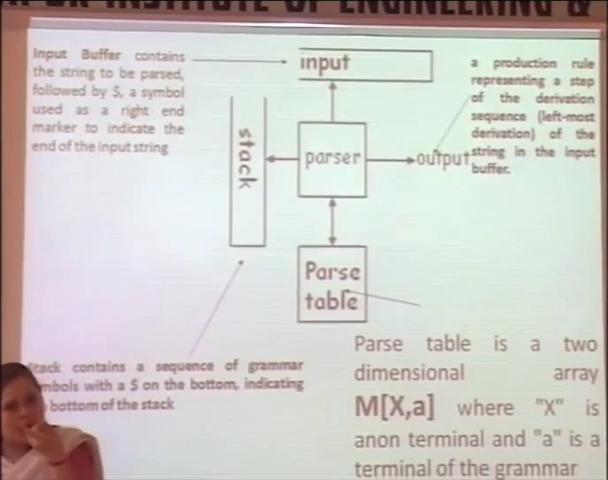 INSTITUTE OF ENGINEERING &
Input Buffer contains
the string to be parsed,
followed by $, a symbol
used as a right end
marker to indicate the
end of the input string
input
a production rule
representing a step
of the derivation
sequence (left-most
derivation) of the
string in the input
buffer.
stack
parser
output
Parse
table
Stack contains a sequence of grammar
mbols with a $ on the bottom, indicating
bottom of the stack
Parse table is a two
dimensional array
M[X,a] where "X" is
anon terminal and "a" is a
terminal of the grammar